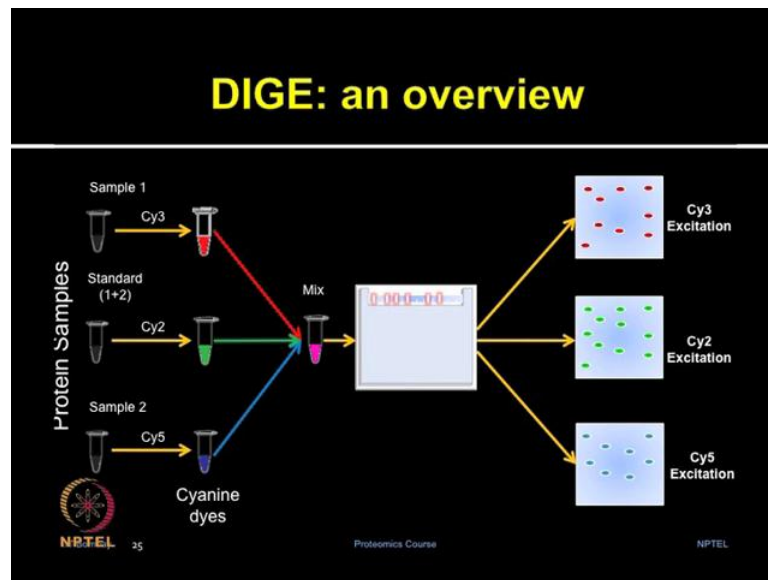 DIGE: an overview
Protein Samples
Sample 1
Cy3
Standard
(1+2)
Cy2
Sample 2
Cy5
Cyanine
dyes
Mix
Cy3
Excitation
Cy2
Excitation
Cy5
Excitation
NPTEL
25
Proteomics Course
NPTEL